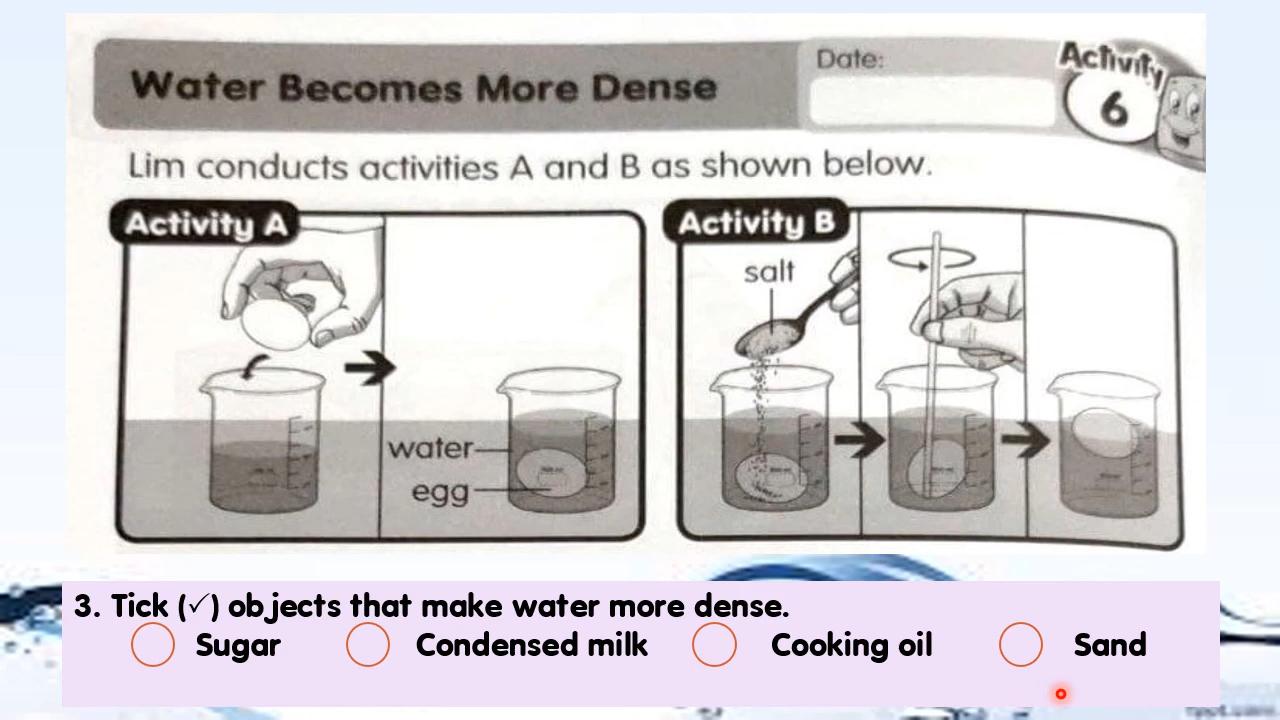 Water Becomes More Dense
Date:
Activity
6
Lim conducts activities A and B as shown below.
Activity A
water
egg
Activity B
salt
3. Tick (✓) objects that make water more dense.
Sugar Condensed milk Cooking oil Sand